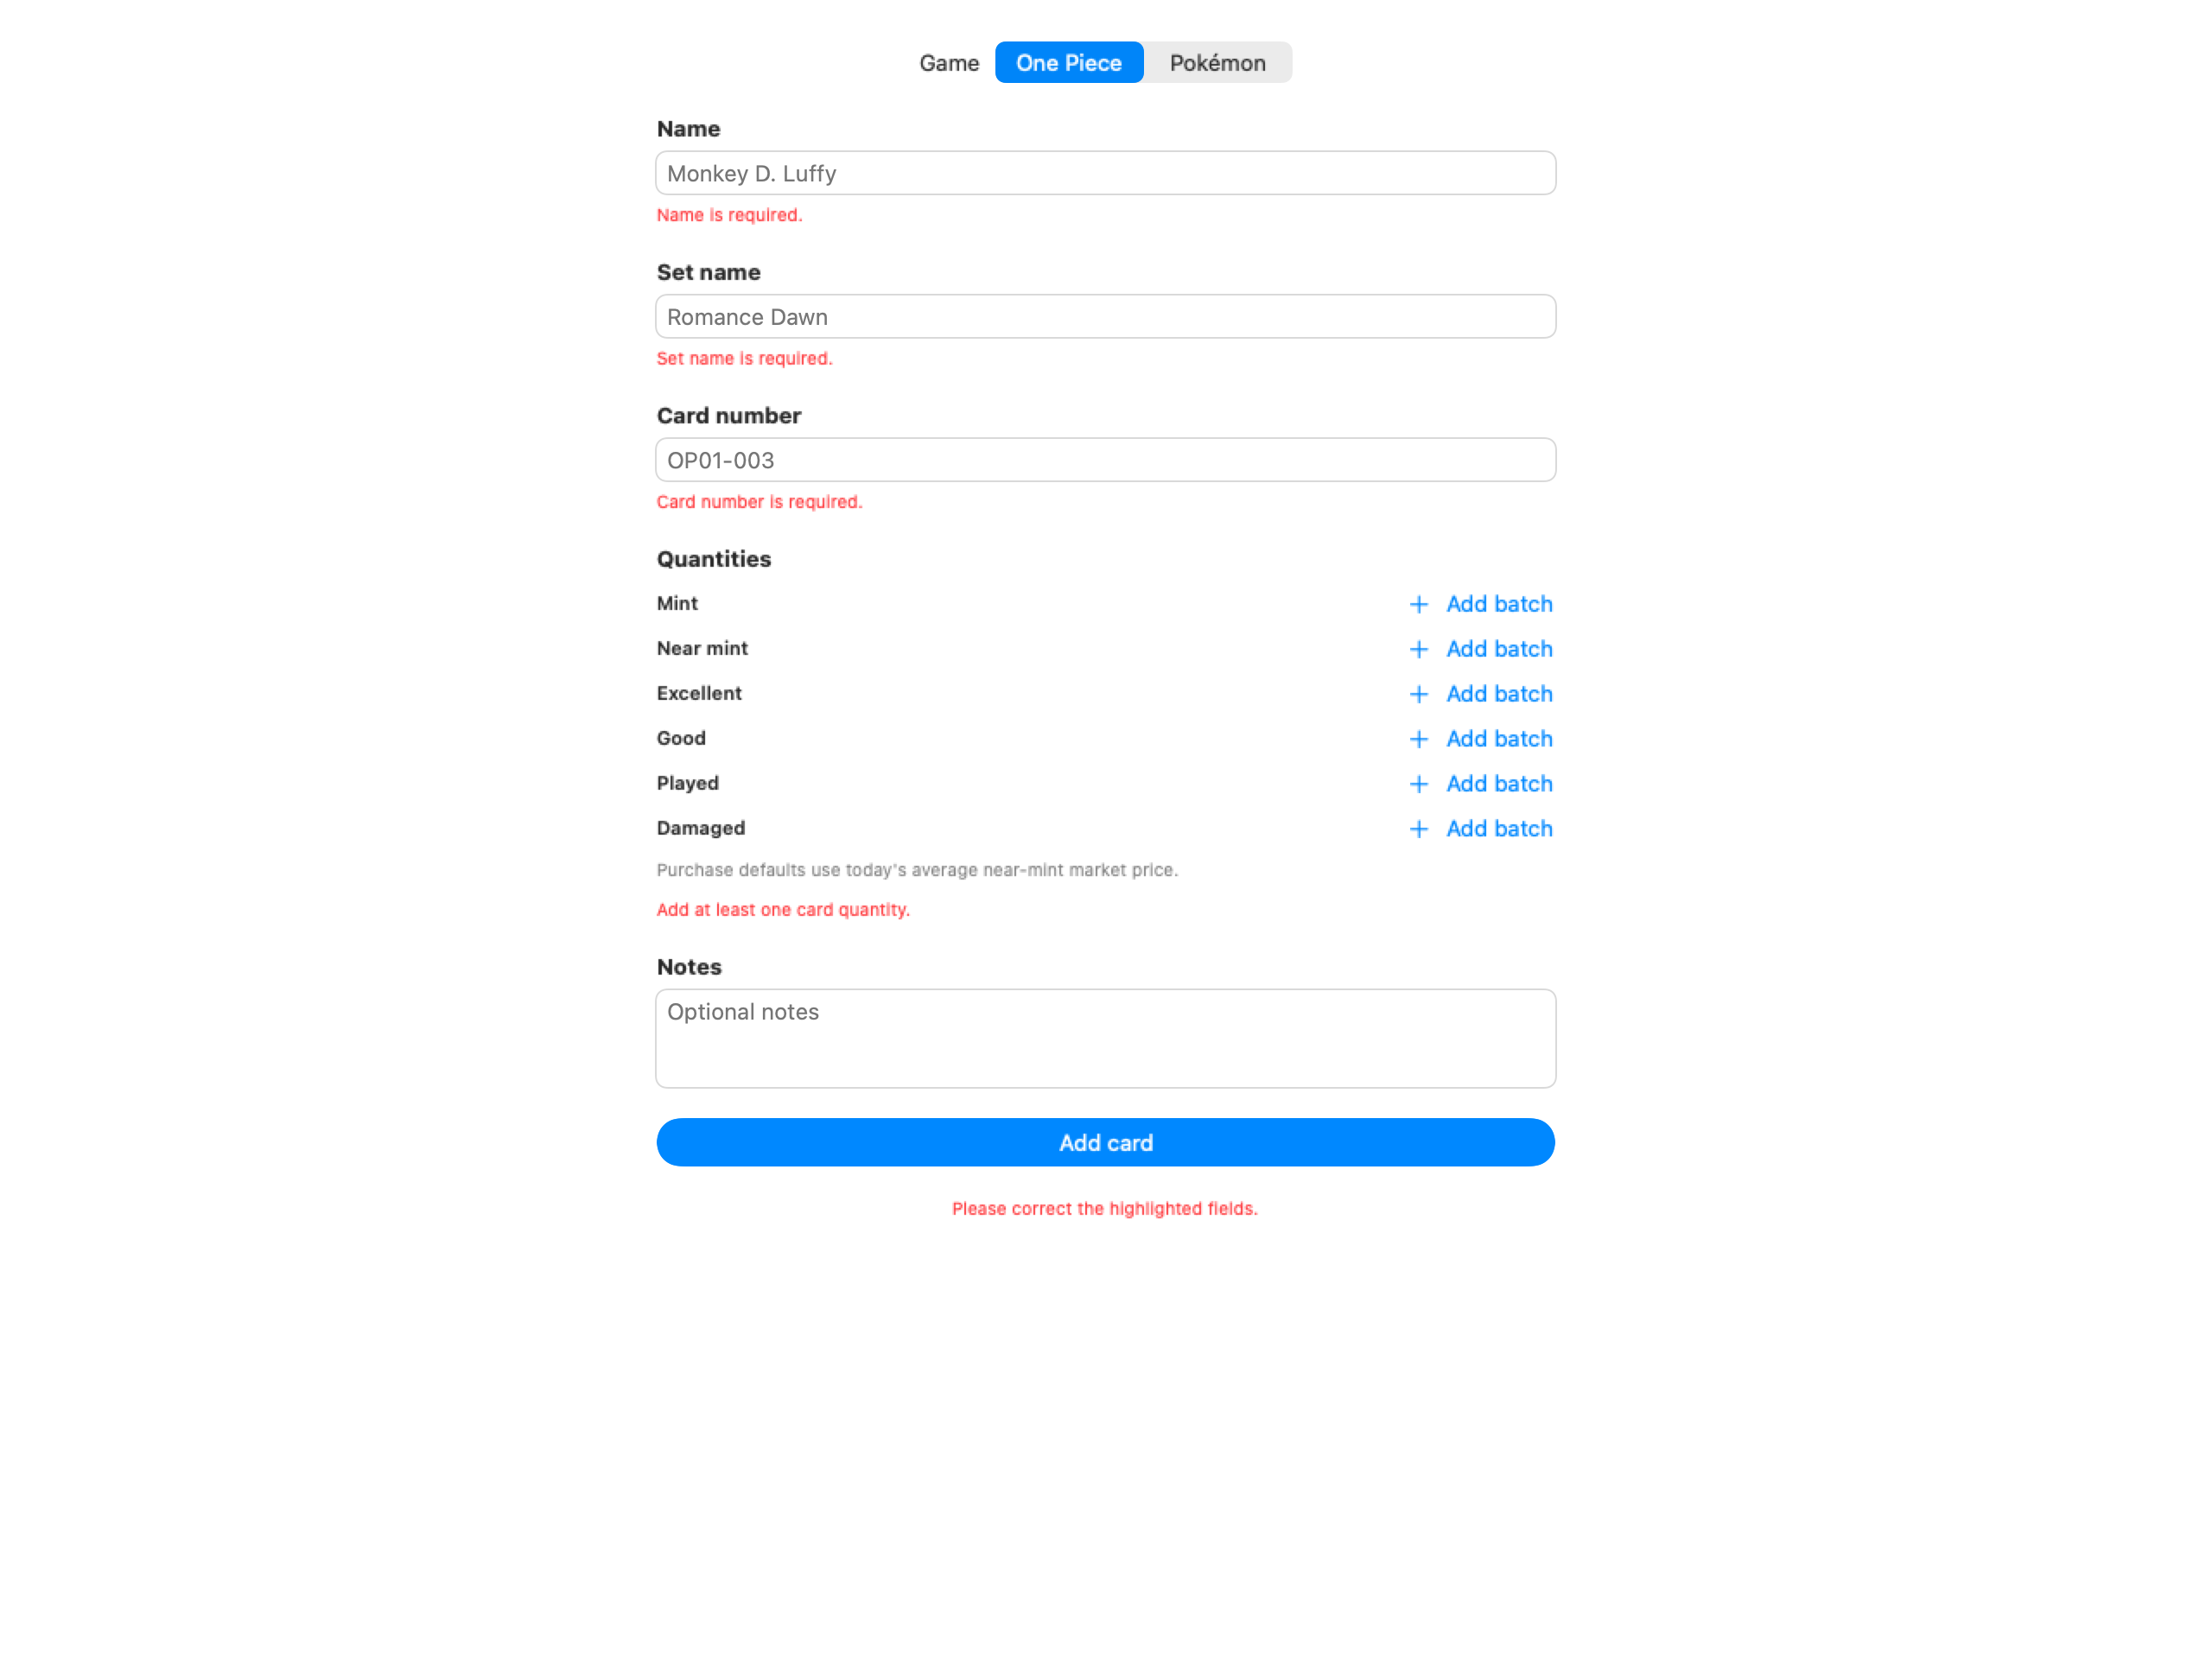 Game One Piece Pokémon
Name
Monkey D. Luffy
Name is required.
Set name
Romance Dawn
Set name is required.
Card number
OP01-003
Card number is required.
Quantities
Mint + Add batch
Near mint + Add batch
Excellent + Add batch
Good + Add batch
Played + Add batch
Damaged + Add batch
Purchase defaults use today's average near-mint market price.
Add at least one card quantity.
Notes
Optional notes
Add card
Please correct the highlighted fields.